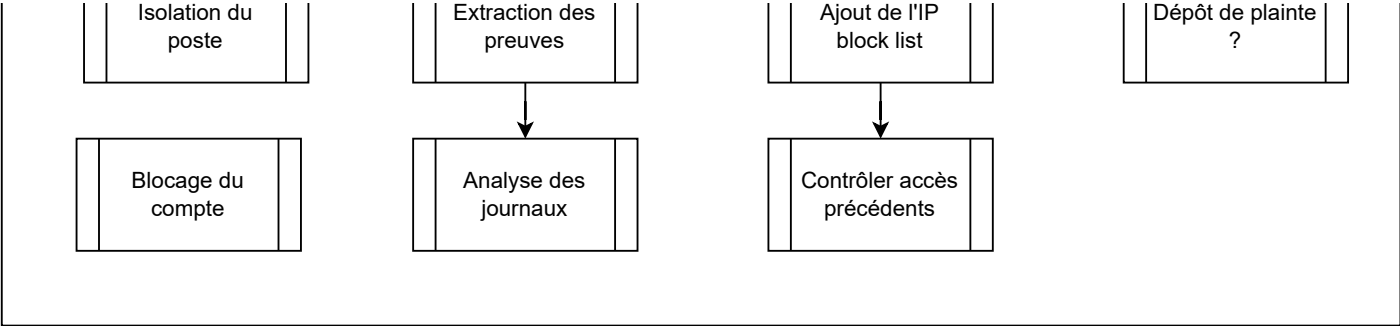 Isolation du
poste
Extraction des
preuves
Ajout de l'IP
block list
Dépôt de plainte
?
Blocage du
compte
Analyse des
journaux
Contrôler accès
précédents